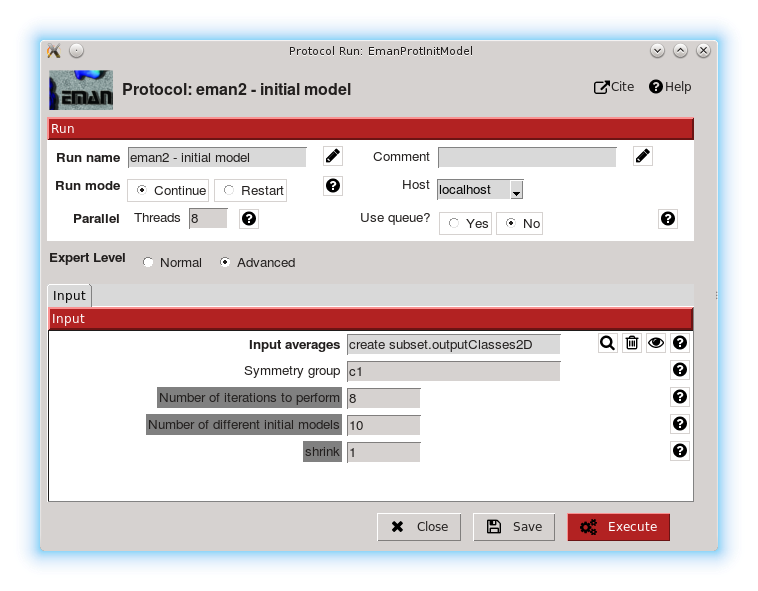 Protocol Run: EmanProtInitModel
EMAN Protocol: eman2 - initial model Cite Help
Run
Run name eman2 - initial model Comment
Run mode Continue Restart Host localhost
Parallel Threads 8 Use queue? Yes No
Expert Level Normal Advanced
Input
Input
Input averages create subset.outputClasses2D
Symmetry group c1
Number of iterations to perform 8
Number of different initial models 10
shrink 1
Close Save Execute